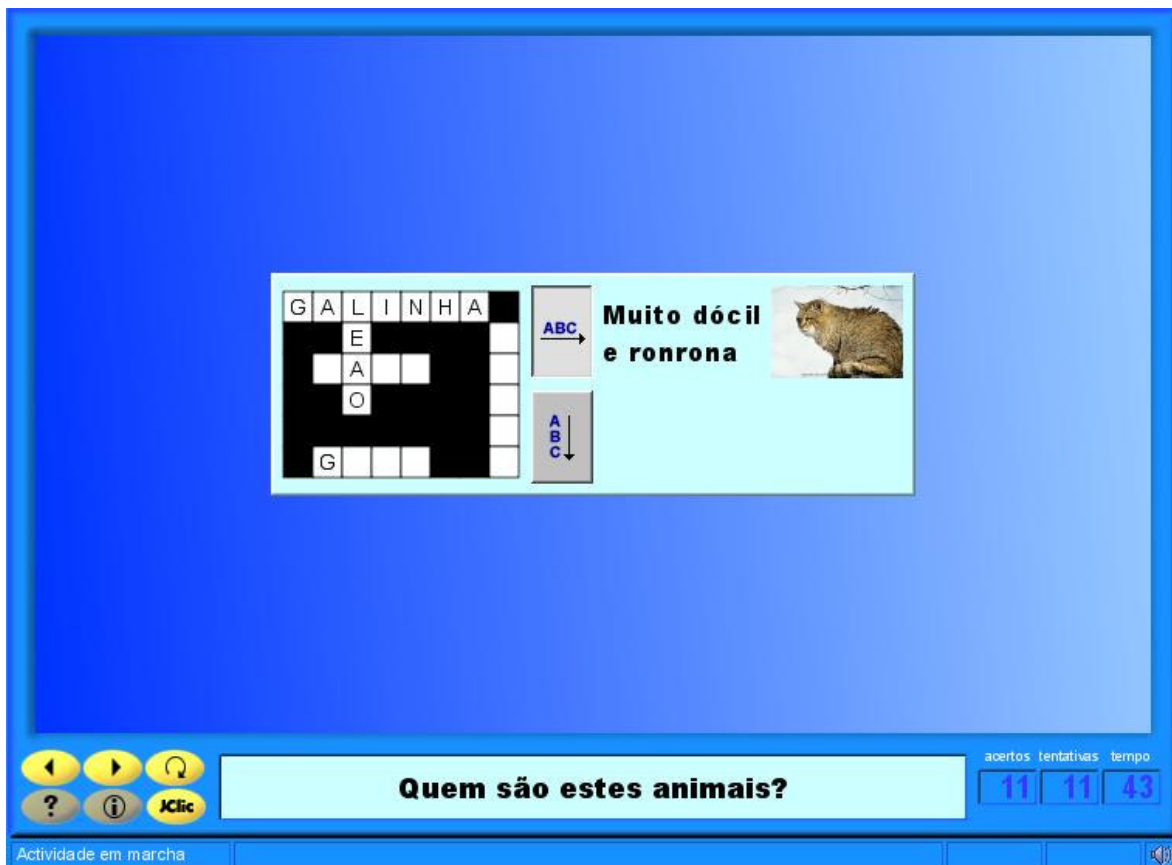 GALINHA
E
A
O
G
ABC
A
B
C
Muito dócil
e ronrona
Quem são estes animais?
acertos tentativas tempo
11 11 43
?
i
JClic
Actividade em marcha